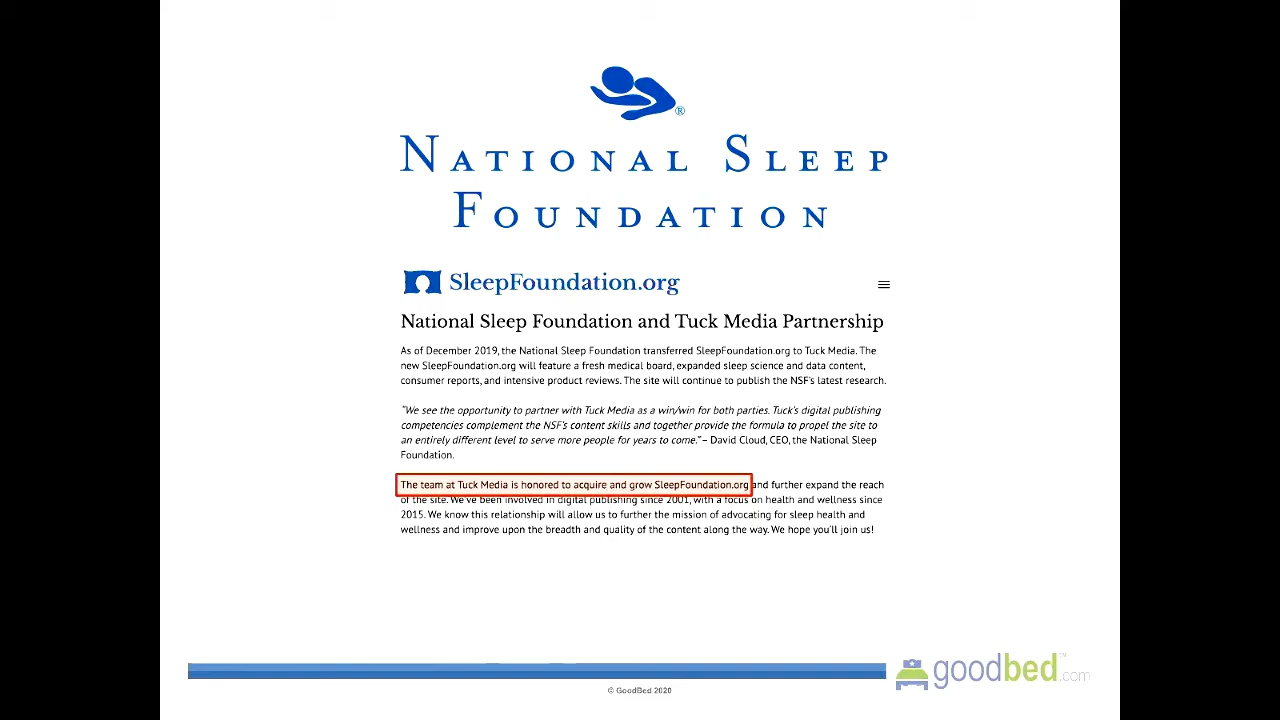 ®
NATIONAL SLEEP
FOUNDATION
SleepFoundation.org
National Sleep Foundation and Tuck Media Partnership
As of December 2019, the National Sleep Foundation transferred SleepFoundation.org to Tuck Media. The
new SleepFoundation.org will feature a fresh medical board, expanded sleep science and data content,
consumer reports, and intensive product reviews. The site will continue to publish the NSF's latest research.
"We see the opportunity to partner with Tuck Media as a win/win for both parties. Tuck's digital publishing
competencies complement the NSF's content skills and together provide the formula to propel the site to
an entirely different level to serve more people for years to come." – David Cloud, CEO, the National Sleep
Foundation.
The team at Tuck Media is honored to acquire and grow SleepFoundation.org and further expand the reach
of the site. We've been involved in digital publishing since 2001, with a focus on health and wellness since
2015. We know this relationship will allow us to further the mission of advocating for sleep health and
wellness and improve upon the breadth and quality of the content along the way. We hope you'll join us!
goodbed.com™
© GoodBed 2020